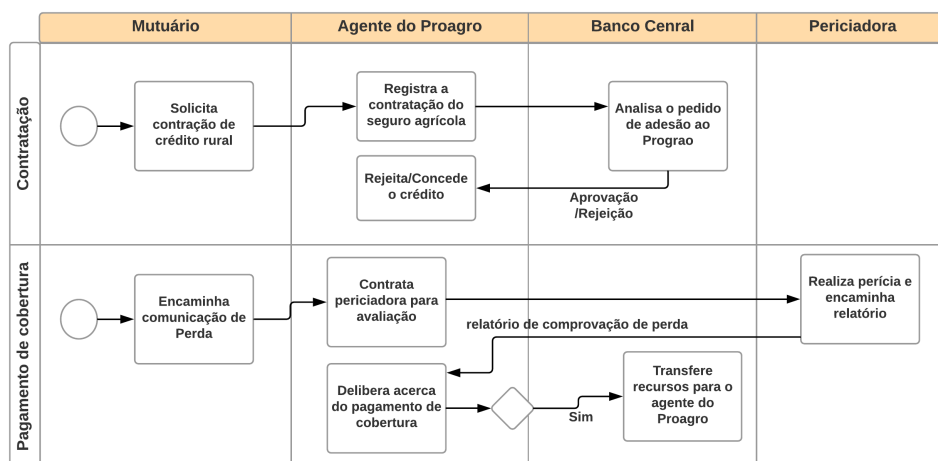 Mutuário
Agente do Proagro
Banco Cenral
Periciadora
Contratação
Solicita
contração de
crédito rural
Registra a
contratação do
seguro agrícola
Analisa o pedido
de adesão ao
Prograo
Rejeita/Concede
o crédito
Aprovação
/Rejeição
Pagamento de cobertura
Encaminha
comunicação de
Perda
Contrata
periciadora para
avaliação
Realiza perícia e
encaminha
relatório
relatório de comprovação de perda
Delibera acerca
do pagamento de
cobertura
Sim
Transfere
recursos para o
agente do
Proagro